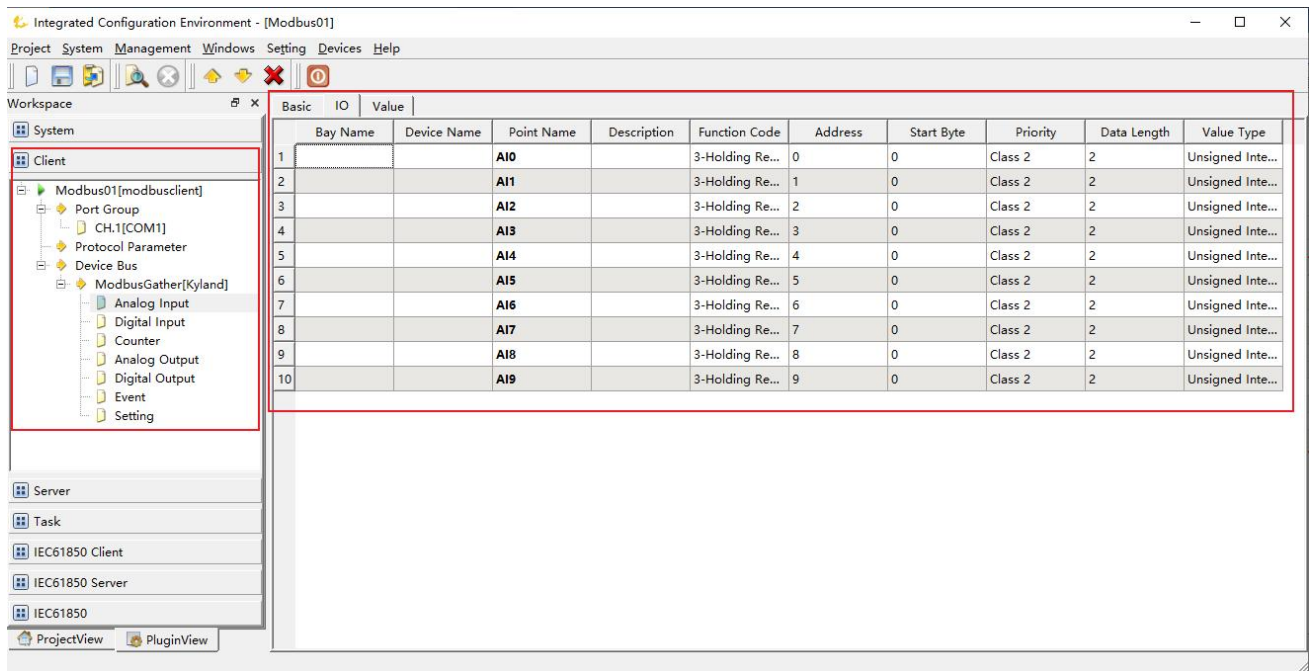 Integrated Configuration Environment - [Modbus01]
Project System Management Windows Setting Devices Help
Workspace
System
Client
Modbus01[modbusclient]
Port Group
CH.1[COM1]
Protocol Parameter
Device Bus
ModbusGather[Kyland]
Analog Input
Digital Input
Counter
Analog Output
Digital Output
Event
Setting
Server
Task
IEC61850 Client
IEC61850 Server
IEC61850
ProjectView PluginView
Basic IO Value
Bay Name Device Name Point Name Description Function Code Address Start Byte Priority Data Length Value Type
1 AI0 3-Holding Re... 0 0 Class 2 2 Unsigned Inte...
2 AI1 3-Holding Re... 1 0 Class 2 2 Unsigned Inte...
3 AI2 3-Holding Re... 2 0 Class 2 2 Unsigned Inte...
4 AI3 3-Holding Re... 3 0 Class 2 2 Unsigned Inte...
5 AI4 3-Holding Re... 4 0 Class 2 2 Unsigned Inte...
6 AI5 3-Holding Re... 5 0 Class 2 2 Unsigned Inte...
7 AI6 3-Holding Re... 6 0 Class 2 2 Unsigned Inte...
8 AI7 3-Holding Re... 7 0 Class 2 2 Unsigned Inte...
9 AI8 3-Holding Re... 8 0 Class 2 2 Unsigned Inte...
10 AI9 3-Holding Re... 9 0 Class 2 2 Unsigned Inte...